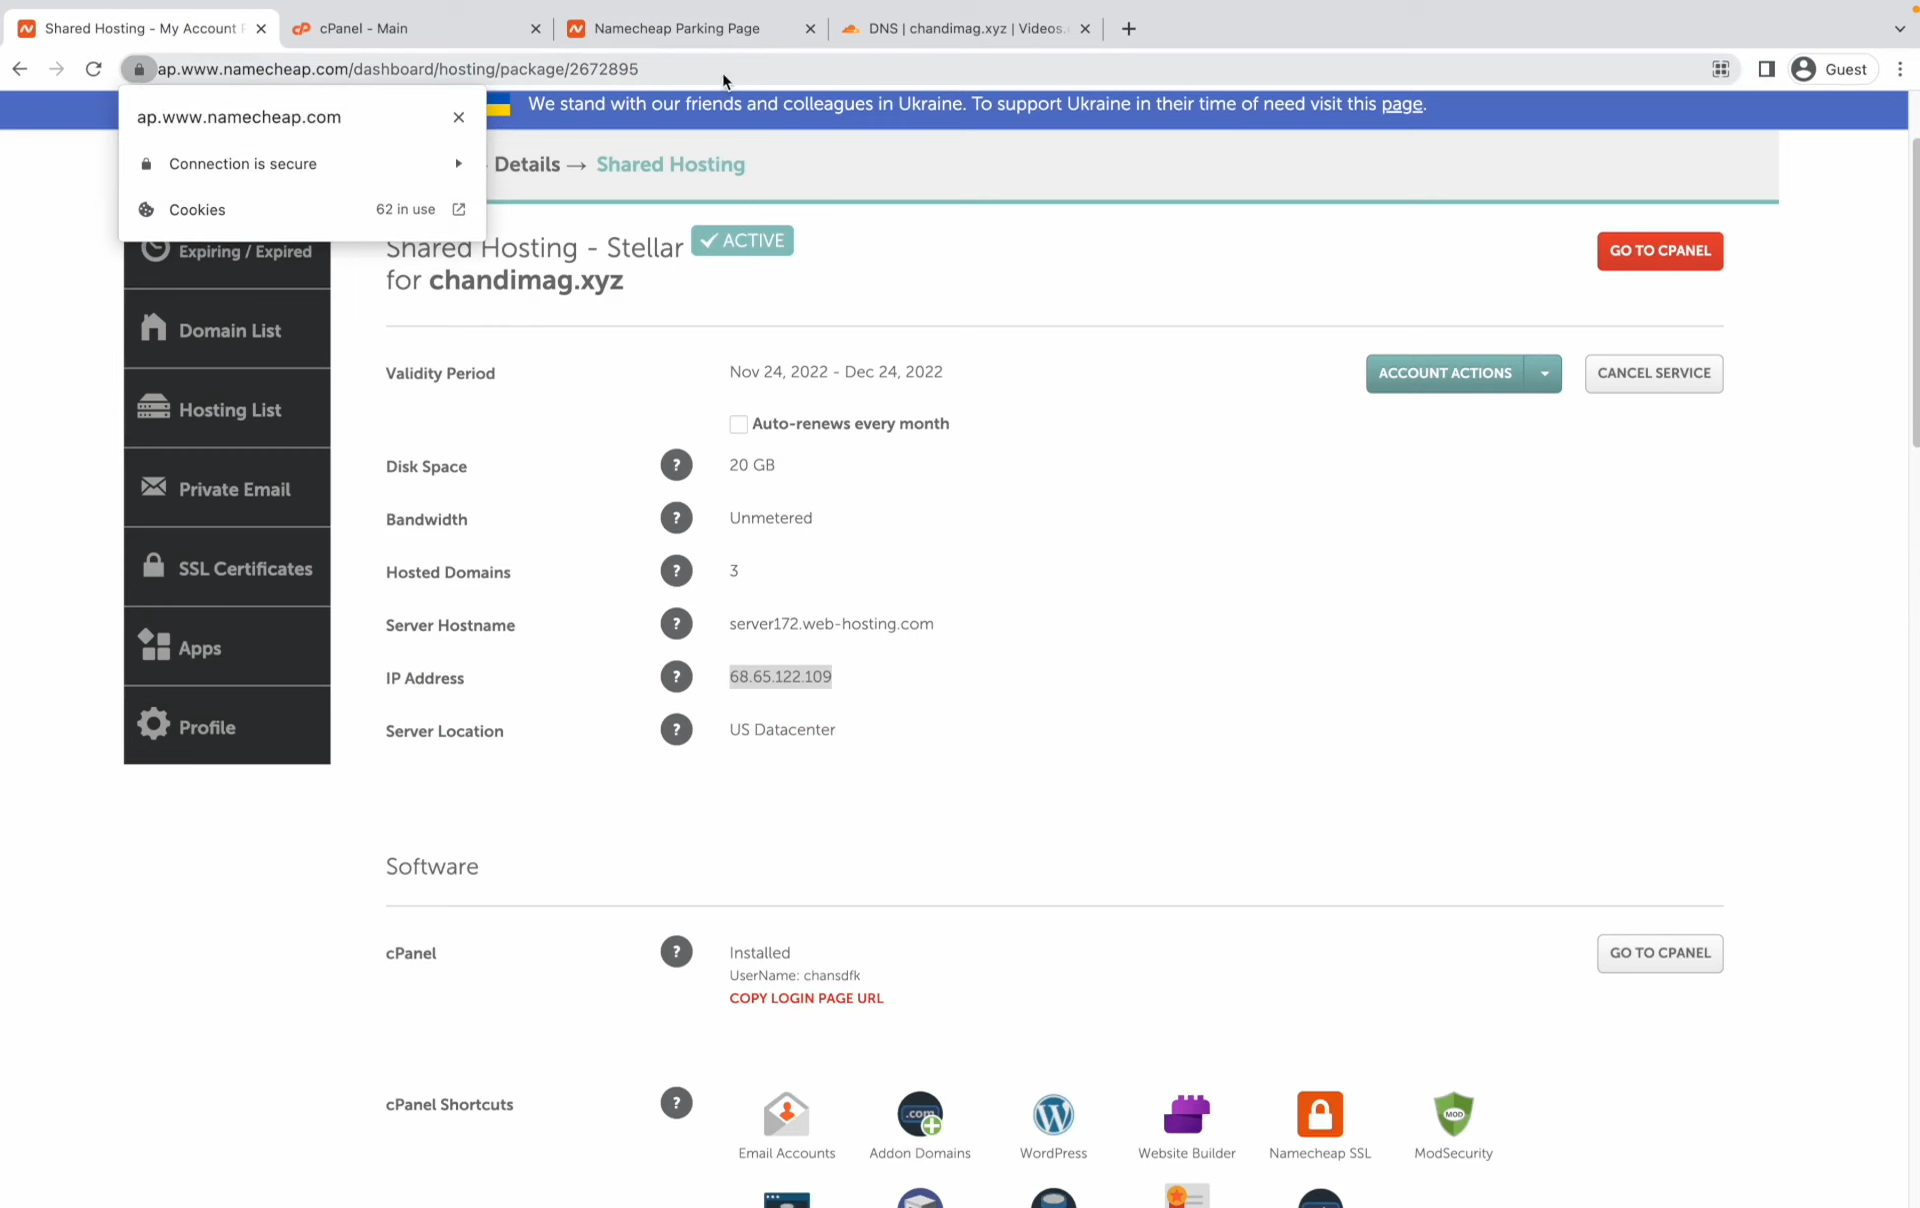 Shared Hosting - My Account P
cPanel - Main
Namecheap Parking Page
DNS | chandimag.xyz | Videos.
ap.www.namecheap.com/dashboard/hosting/package/2672895
Guest
We stand with our friends and colleagues in Ukraine. To support Ukraine in their time of need visit this page.
ap.www.namecheap.com
Connection is secure
Cookies 62 in use
Details → Shared Hosting
Expiring / Expired
Domain List
Hosting List
Private Email
SSL Certificates
Apps
Profile
Shared Hosting - Stellar ACTIVE
for chandimag.xyz
GO TO CPANEL
Validity Period
Nov 24, 2022 - Dec 24, 2022
ACCOUNT ACTIONS
CANCEL SERVICE
Auto-renews every month
Disk Space ? 20 GB
Bandwidth ? Unmetered
Hosted Domains ? 3
Server Hostname ? server172.web-hosting.com
IP Address ? 68.65.122.109
Server Location ? US Datacenter
Software
cPanel ? Installed
UserName: chansdfk
COPY LOGIN PAGE URL
GO TO CPANEL
cPanel Shortcuts ?
.com
MOD
Email Accounts
Addon Domains
WordPress
Website Builder
Namecheap SSL
ModSecurity